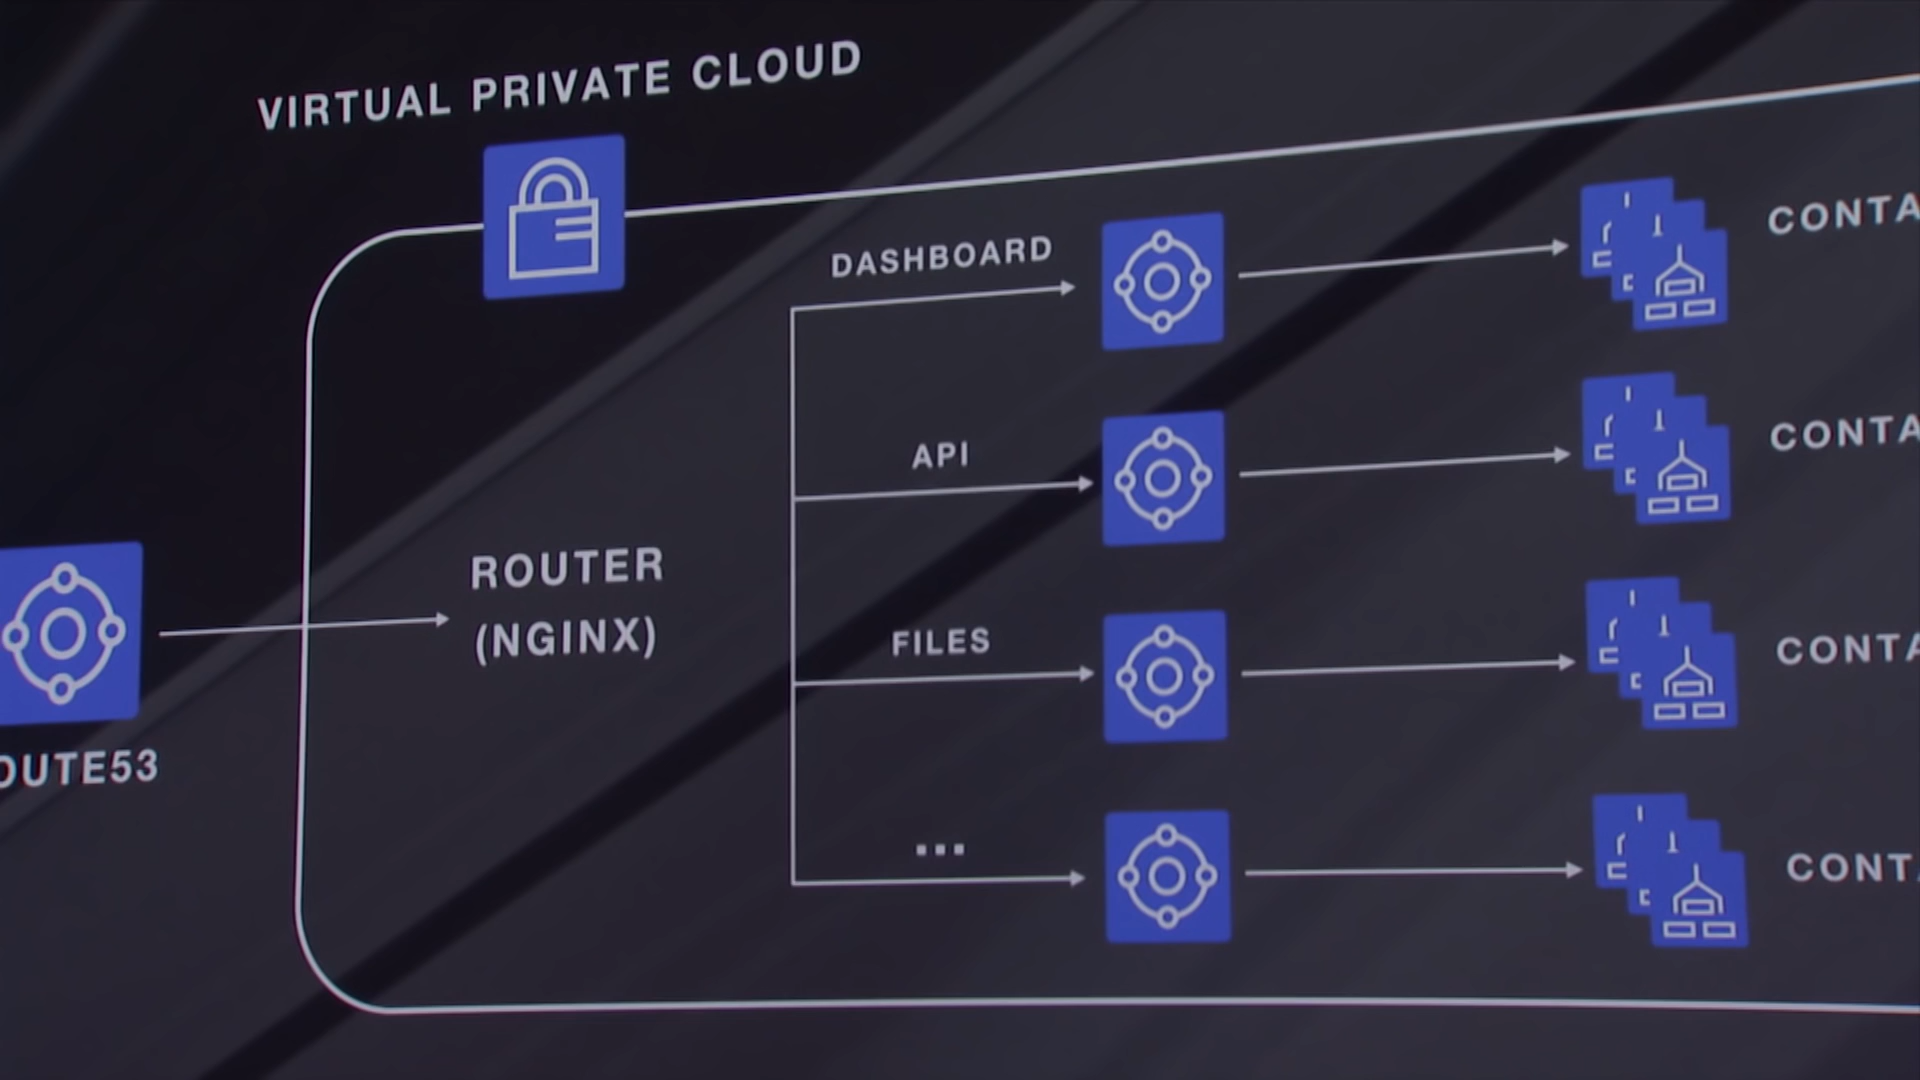 VIRTUAL PRIVATE CLOUD
DASHBOARD
CONTA
API
CONTA
ROUTER
(NGINX)
FILES
CONTA
OUTE53
...
CONT